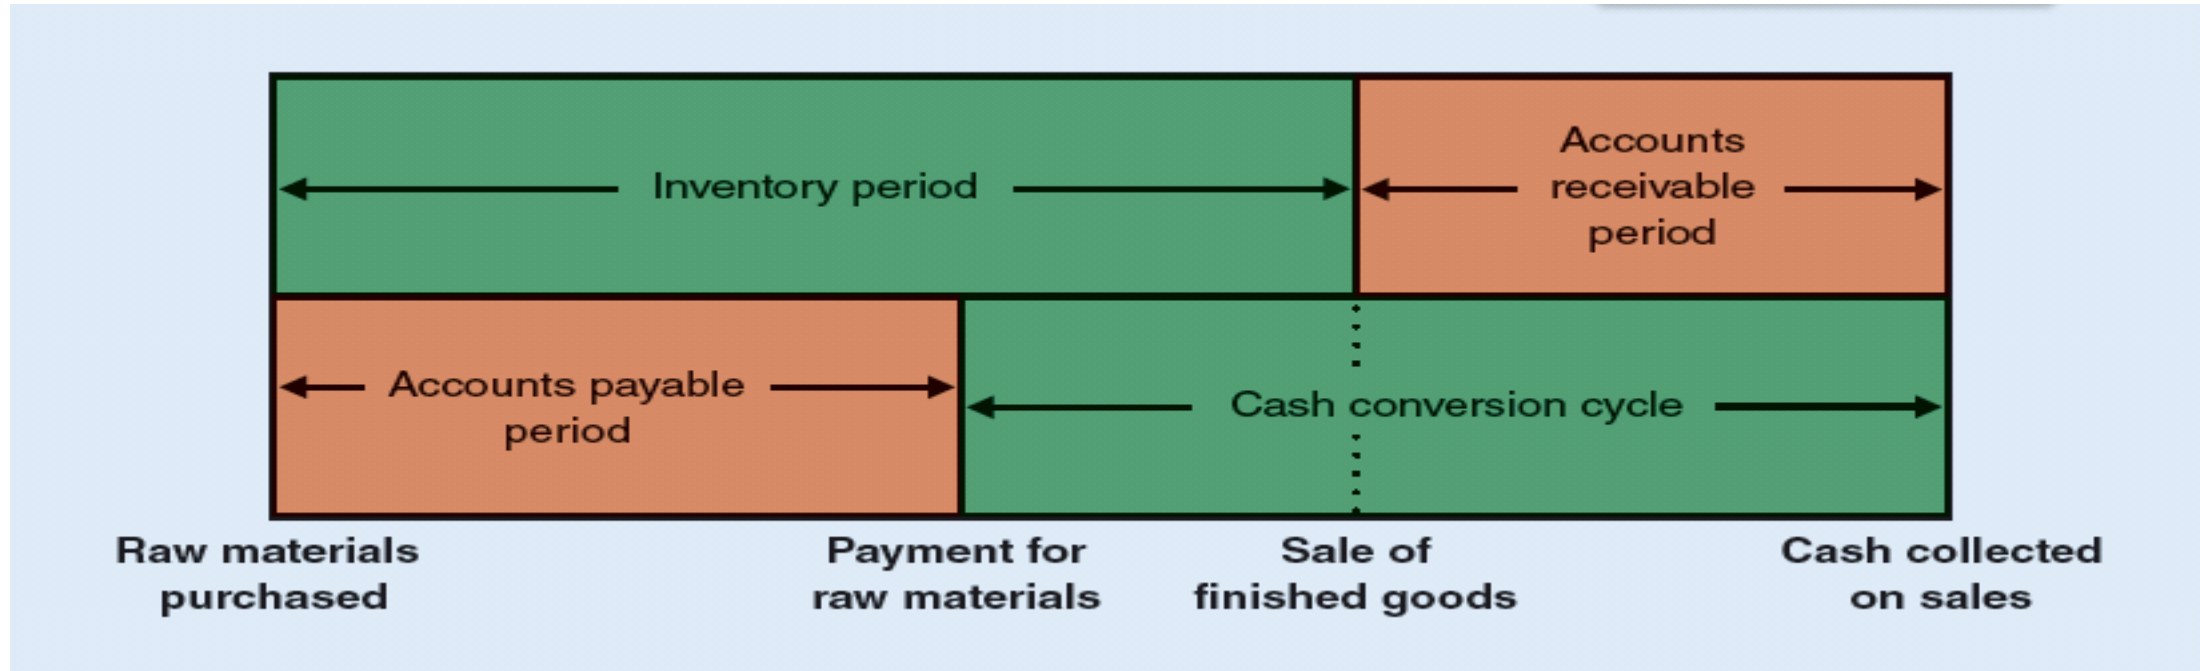 Inventory period
Accounts
receivable
period
Accounts payable
period
Cash conversion cycle
Raw materials
purchased
Payment for
raw materials
Sale of
finished goods
Cash collected
on sales